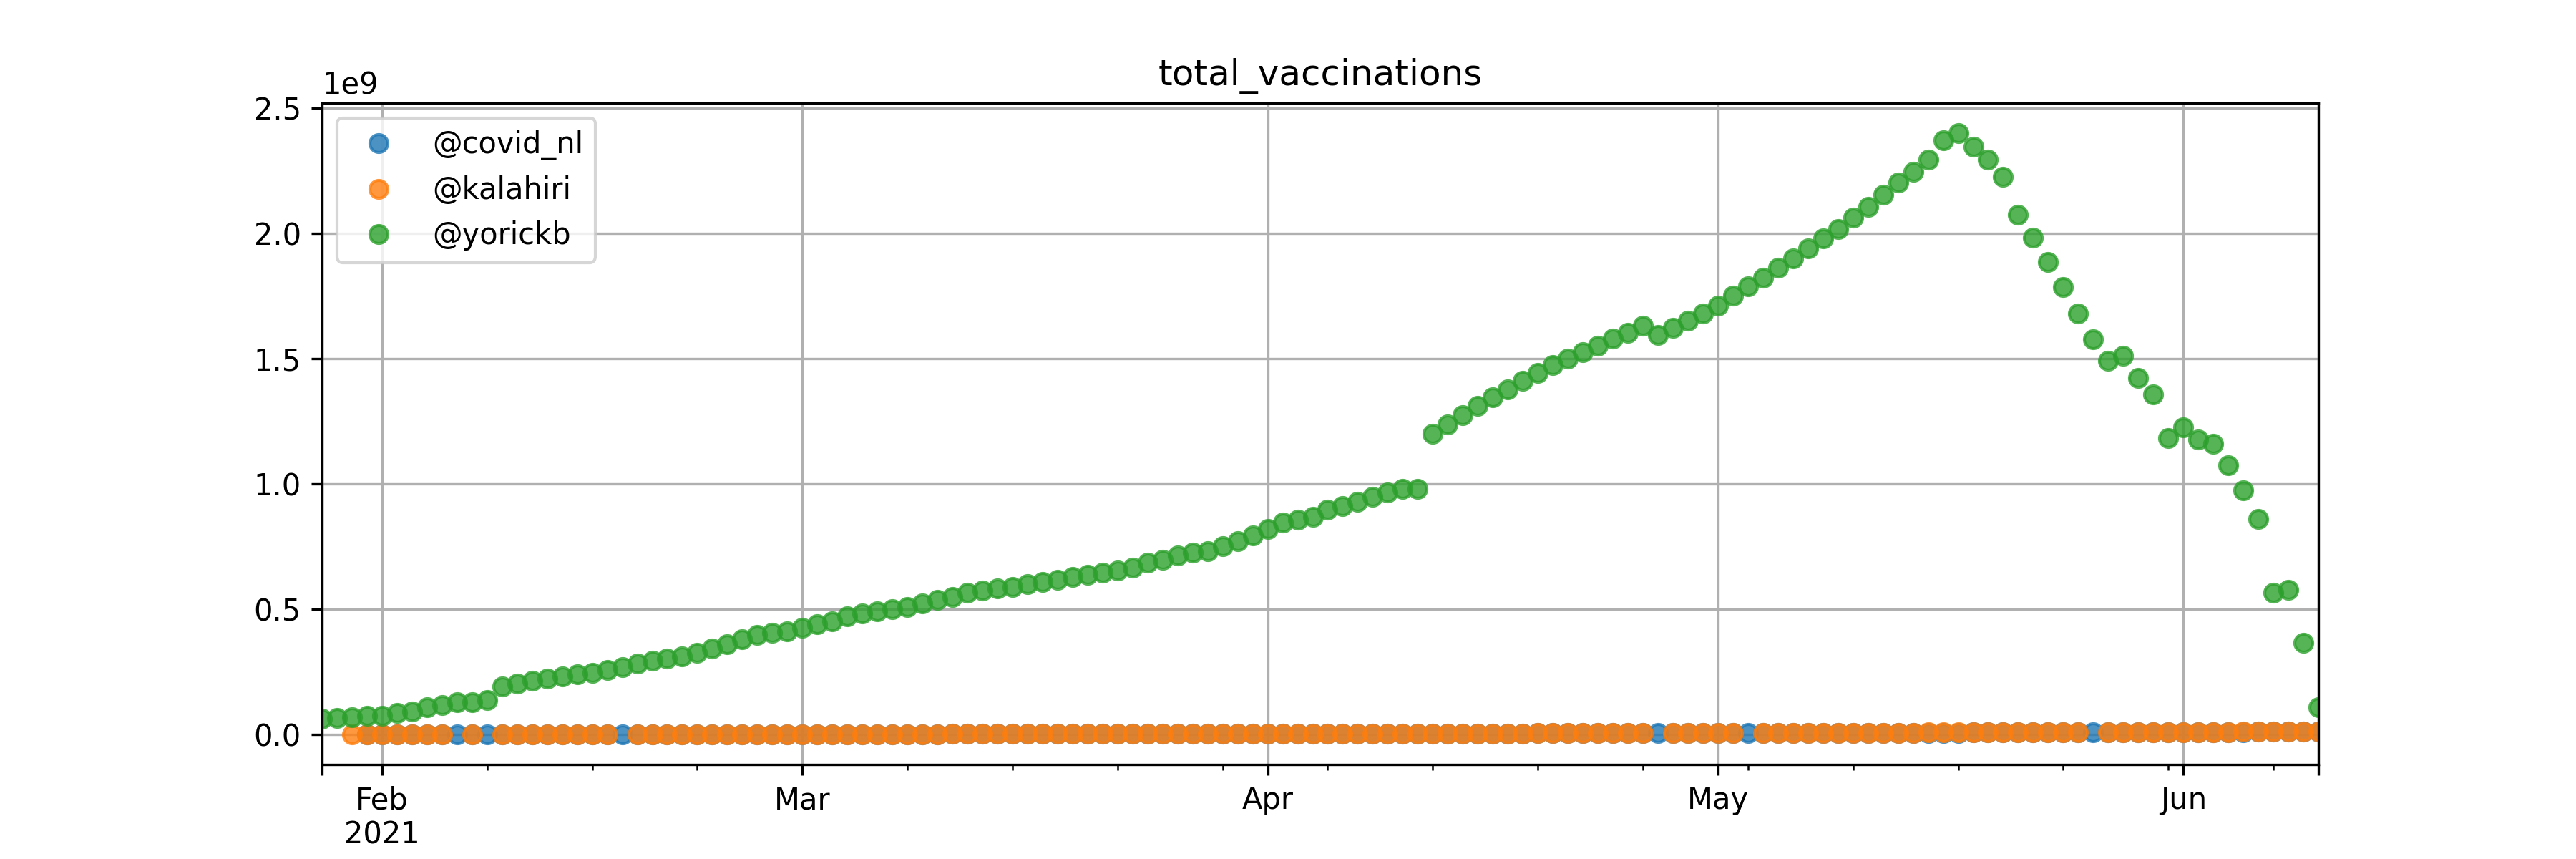 total_vaccinations
1e9
2.5
2.0
1.5
1.0
0.5
0.0
@covid_nl
@kalahiri
@yorickb
Feb Mar Apr May Jun
2021